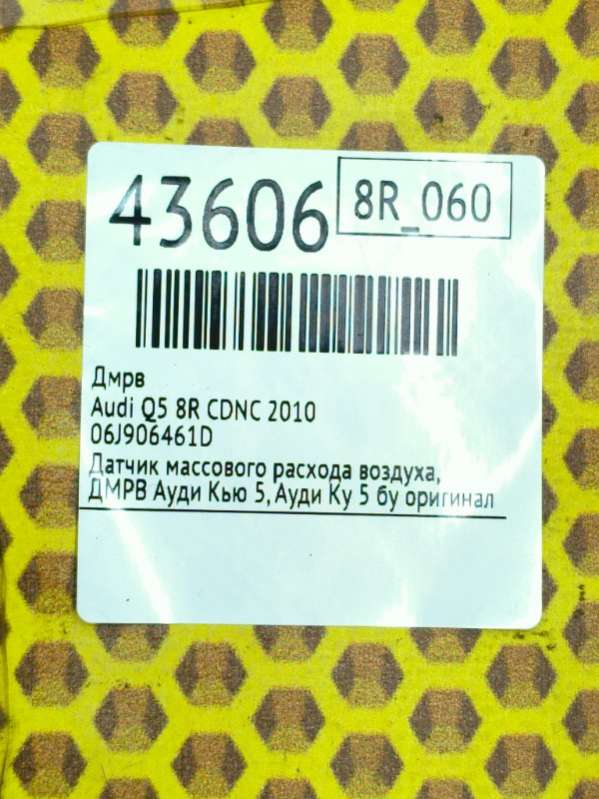 43606
8R_060
Дмрв
Audi Q5 8R CDNC 2010
06J906461D
Датчик массового расхода воздуха,
ДМРВ Ауди Кью 5, Ауди Ку 5 бу оригинал